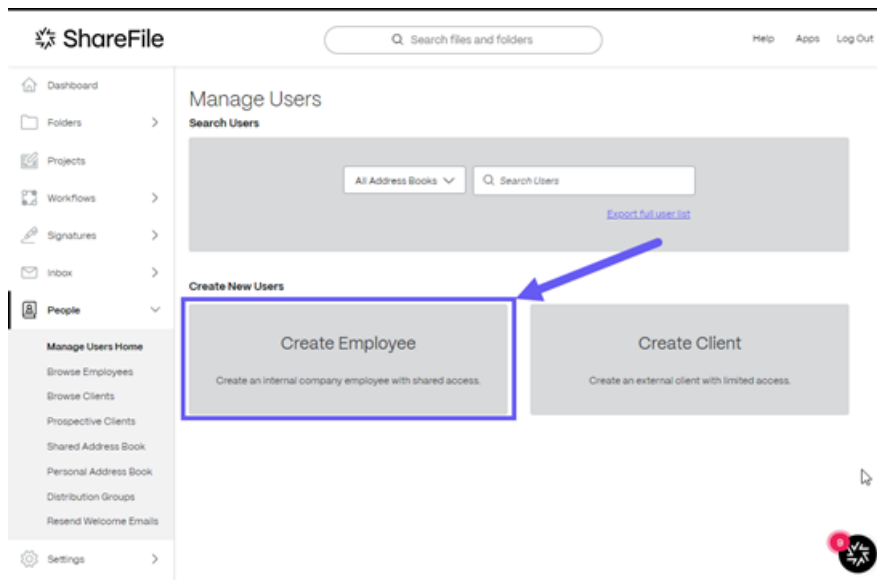 ShareFile
Search files and folders
Help Apps Log Out
Dashboard
Folders
Projects
Workflows
Signatures
Inbox
People
Manage Users Home
Browse Employees
Browse Clients
Prospective Clients
Shared Address Book
Personal Address Book
Distribution Groups
Resend Welcome Emails
Settings
Manage Users
Search Users
All Address Books
Search Users
Export full user list
Create New Users
Create Employee
Create an internal company employee with shared access.
Create Client
Create an external client with limited access.
9